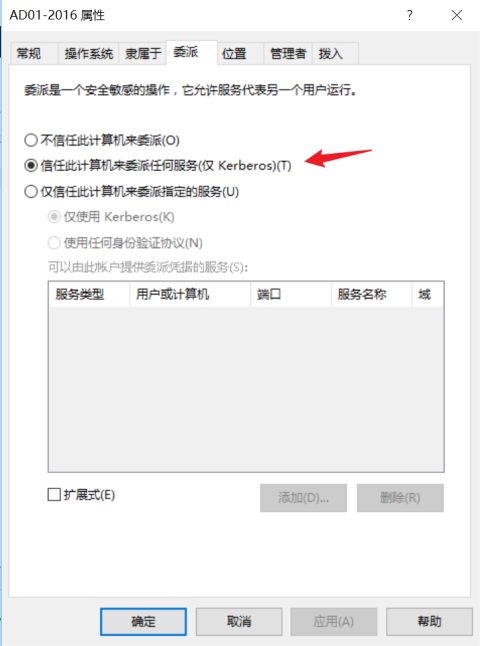 AD01-2016 属性
?
常规 操作系统 隶属于 委派 位置 管理者 拨入
委派是一个安全敏感的操作，它允许服务代表另一个用户运行。
不信任此计算机来委派(O)
信任此计算机来委派任何服务(仅 Kerberos)(T)
仅信任此计算机来委派指定的服务(U)
仅使用 Kerberos(K)
使用任何身份验证协议(N)
可以由此帐户提供委派凭据的服务(S):
服务类型 用户或计算机 端口 服务名称 域
扩展式(E) 添加(D)... 删除(R)
确定 取消 应用(A) 帮助